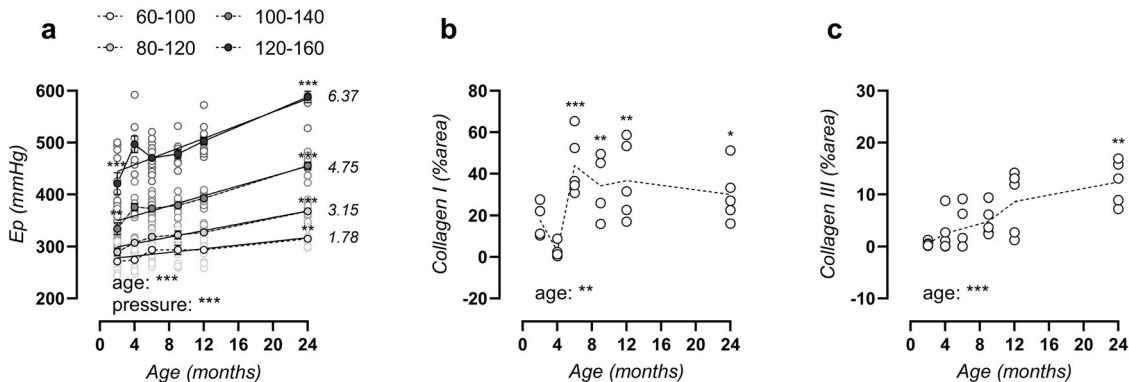 a
60-100
80-120
100-140
120-160
Ep (mmHg)
600
500
400
300
200
***
**
***
***
***
**
6.37
4.75
3.15
1.78
age: ***
pressure: ***
0 4 8 12 16 20 24
Age (months)
b
Collagen I (%area)
80
60
40
20
0
-20
***
**
**
*
age: **
0 4 8 12 16 20 24
Age (months)
c
Collagen III (%area)
30
20
10
0
-10
**
age: ***
0 4 8 12 16 20 24
Age (months)